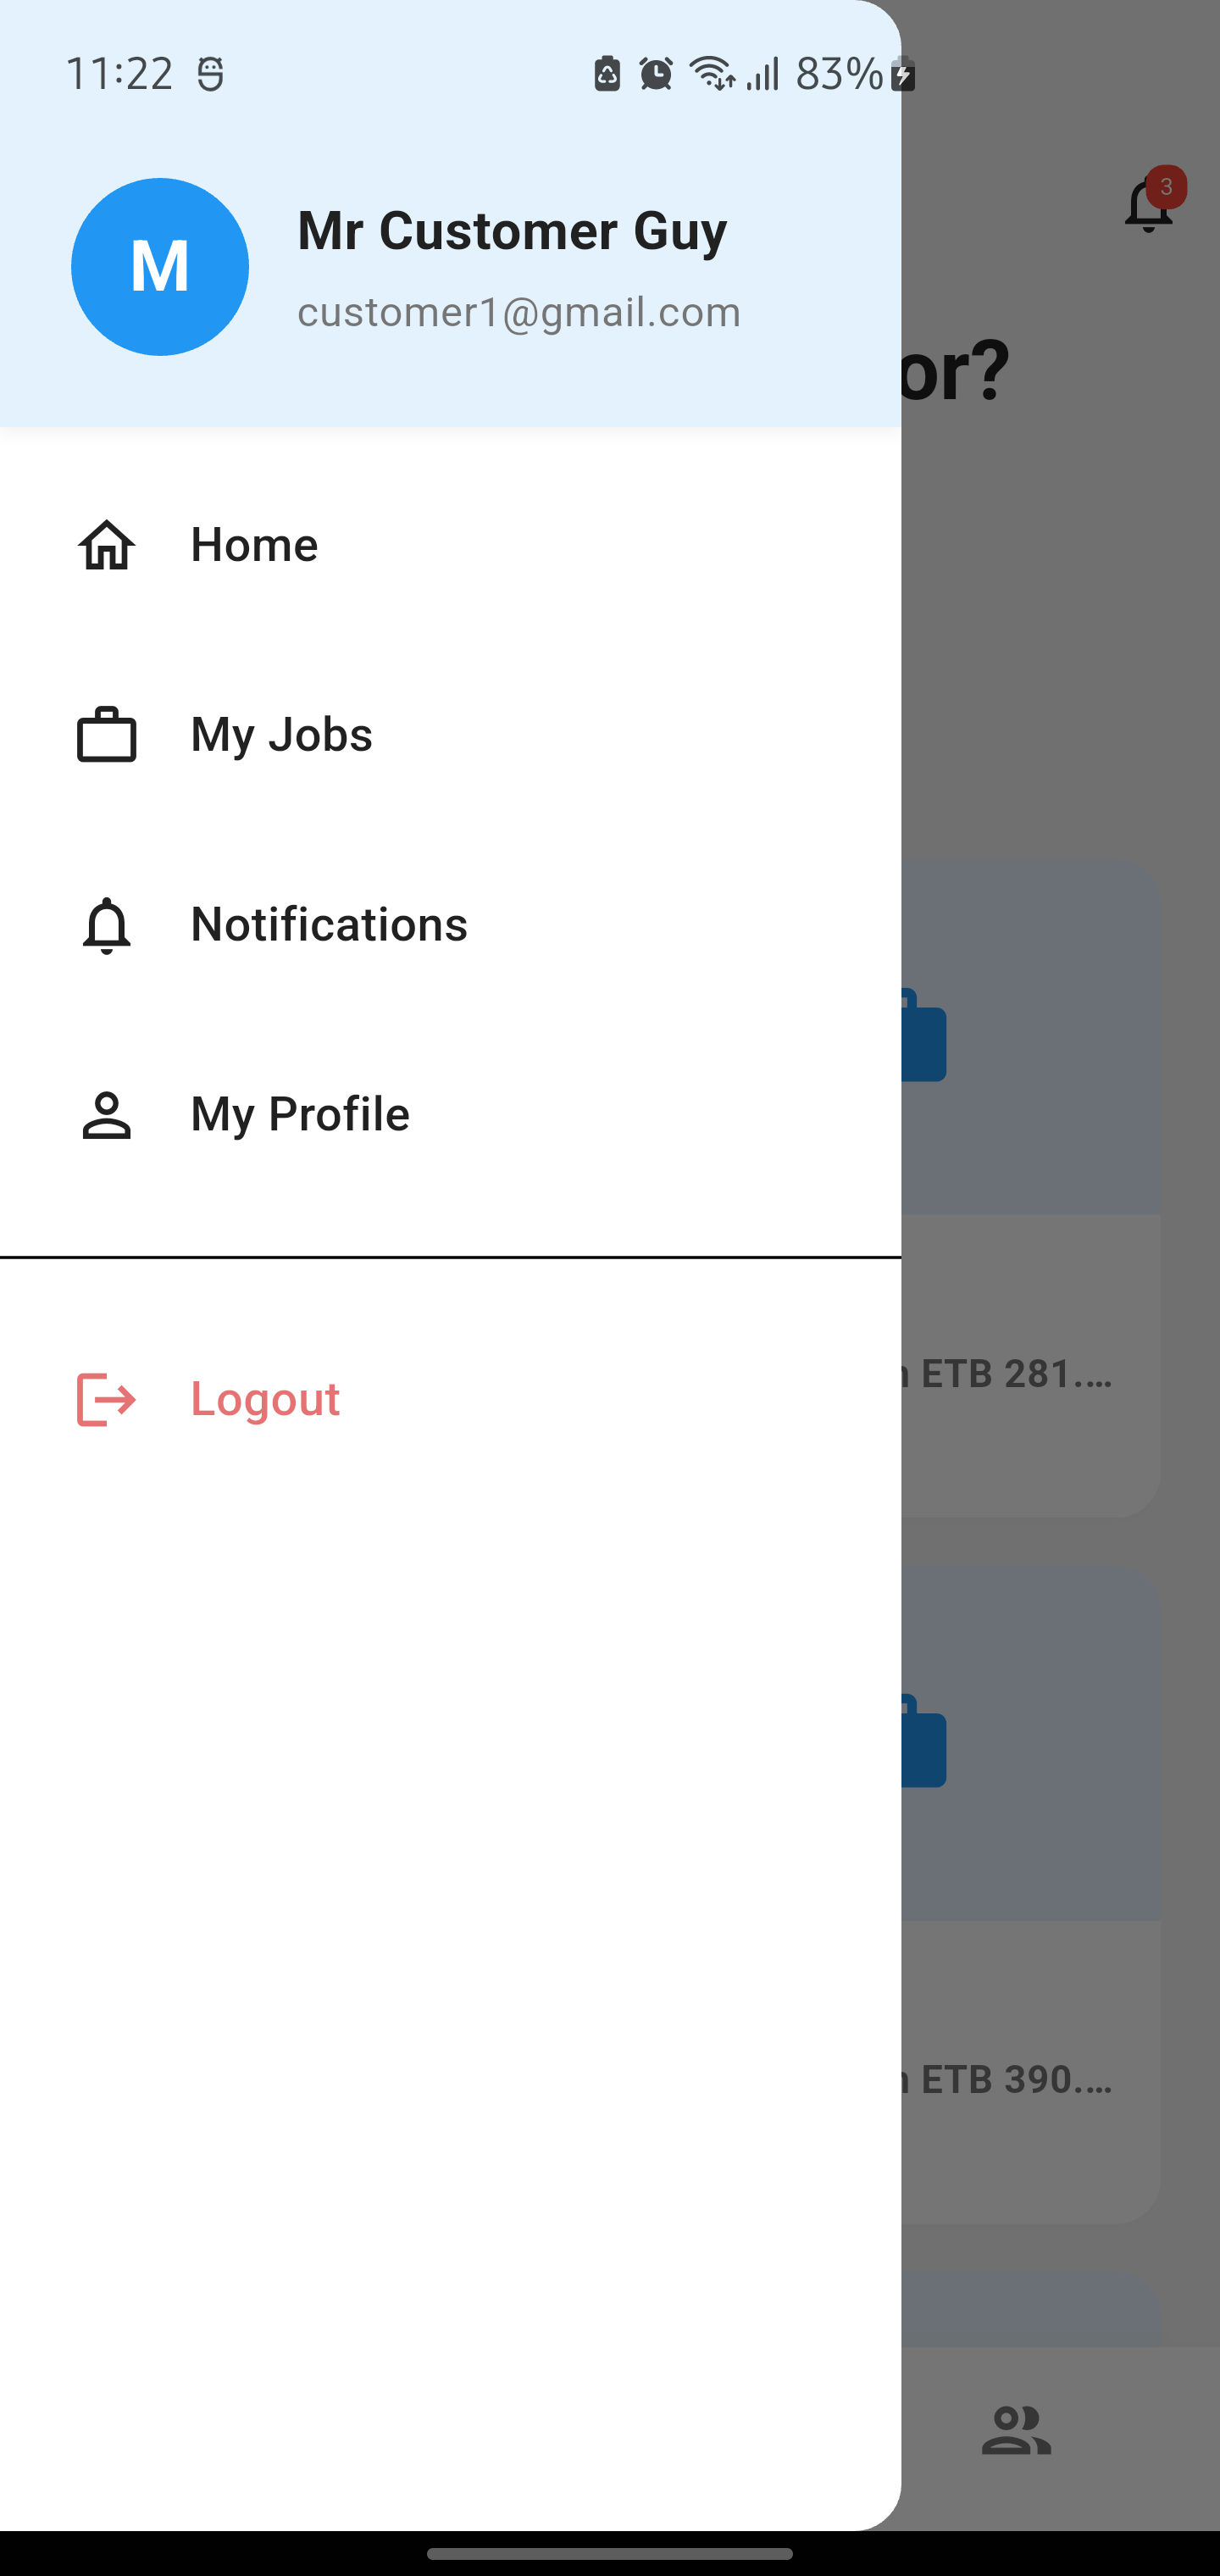 11:22
83%
3
M
Mr Customer Guy
customer1@gmail.com
or?
Home
My Jobs
Notifications
My Profile
ETB 281....
Logout
ETB 390....